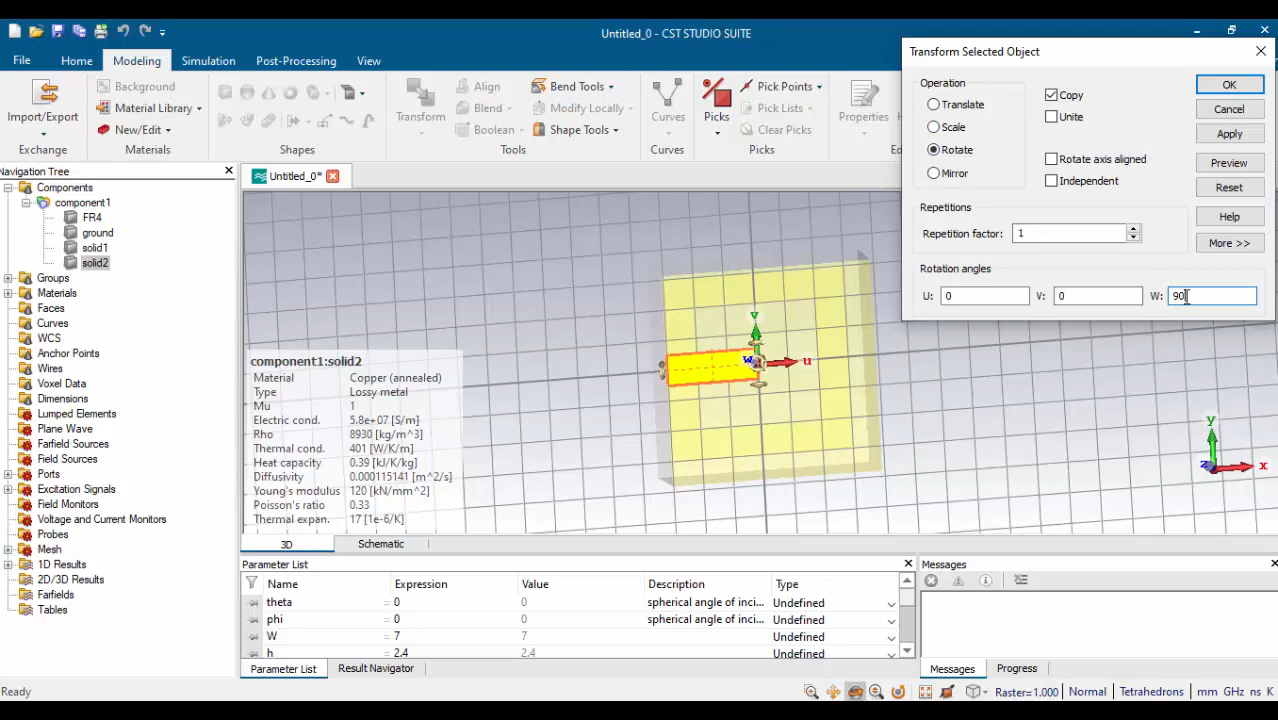 Untitled_0 - CST STUDIO SUITE
File
Home
Modeling
Simulation
Post-Processing
View
Import/Export
Exchange
Background
Material Library
New/Edit
Materials
Shapes
Transform
Align
Blend
Boolean
Bend Tools
Modify Locally
Shape Tools
Tools
Curves
Curves
Picks
Pick Points
Pick Lists
Clear Picks
Picks
Properties
Transform Selected Object
Operation
Translate
Scale
Rotate
Mirror
Copy
Unite
Rotate axis aligned
Independent
OK
Cancel
Apply
Preview
Reset
Help
More >>
Repetitions
Repetition factor: 1
Rotation angles
U: 0 V: 0 W: 90
Navigation Tree
Components
component1
FR4
ground
solid1
solid2
Groups
Materials
Faces
Curves
WCS
Anchor Points
Wires
Voxel Data
Dimensions
Lumped Elements
Plane Wave
Farfield Sources
Field Sources
Ports
Excitation Signals
Field Monitors
Voltage and Current Monitors
Probes
Mesh
1D Results
2D/3D Results
Farfields
Tables
Untitled_0*
v
w
u
y
z
x
component1:solid2
Material Copper (annealed)
Type Lossy metal
Mu 1
Electric cond. 5.8e+07 [S/m]
Rho 8930 [kg/m^3]
Thermal cond. 401 [W/K/m]
Heat capacity 0.39 [kJ/K/kg]
Diffusivity 0.000115141 [m^2/s]
Young's modulus 120 [kN/mm^2]
Poisson's ratio 0.33
Thermal expan. 17 [1e-6/K]
3D
Schematic
Parameter List
Name Expression Value Description Type
theta = 0 0 spherical angle of inci... Undefined
phi = 0 0 spherical angle of inci... Undefined
W = 7 7 Undefined
h = 2.4 2.4 Undefined
Parameter List
Result Navigator
Messages
Messages
Progress
Ready
Raster=1.000
Normal
Tetrahedrons
mm GHz ns K